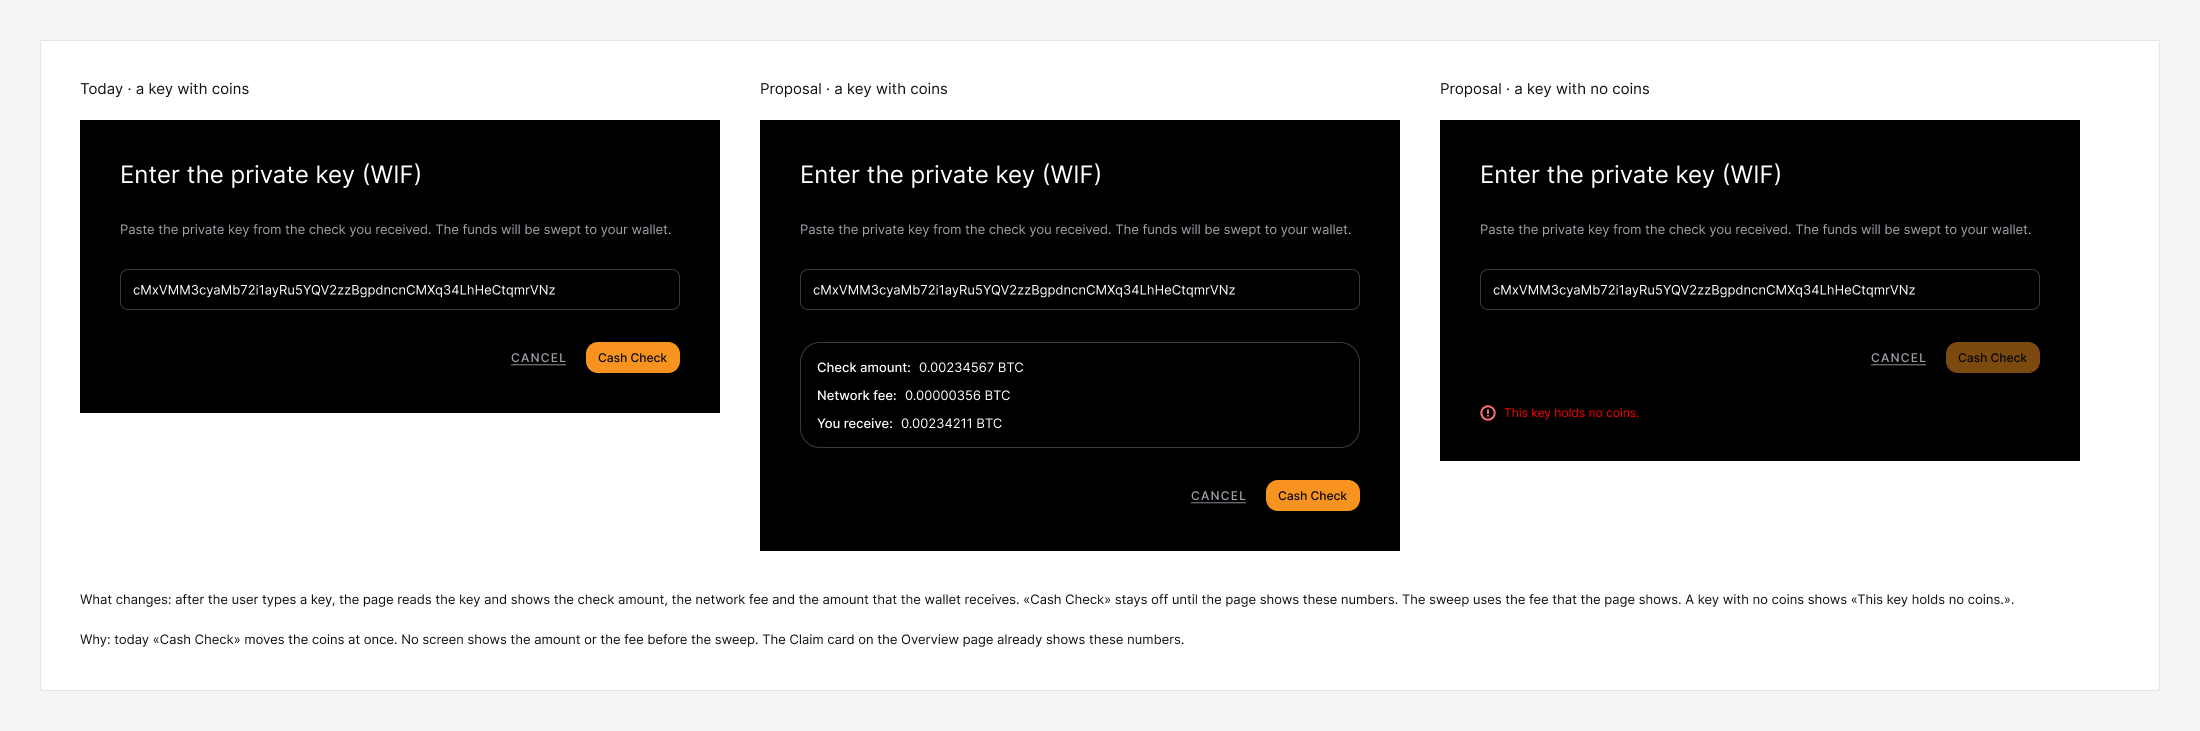 Today · a key with coins
Enter the private key (WIF)
Paste the private key from the check you received. The funds will be swept to your wallet.
cMxVMM3cyaMb72i1ayRu5YQV2zzBgpdncnCMXq34LhHeCtqmrVNz
CANCEL
Cash Check
Proposal · a key with coins
Enter the private key (WIF)
Paste the private key from the check you received. The funds will be swept to your wallet.
cMxVMM3cyaMb72i1ayRu5YQV2zzBgpdncnCMXq34LhHeCtqmrVNz
Check amount: 0.00234567 BTC
Network fee: 0.00000356 BTC
You receive: 0.00234211 BTC
CANCEL
Cash Check
Proposal · a key with no coins
Enter the private key (WIF)
Paste the private key from the check you received. The funds will be swept to your wallet.
cMxVMM3cyaMb72i1ayRu5YQV2zzBgpdncnCMXq34LhHeCtqmrVNz
CANCEL
Cash Check
This key holds no coins.
What changes: after the user types a key, the page reads the key and shows the check amount, the network fee and the amount that the wallet receives. «Cash Check» stays off until the page shows these numbers. The sweep uses the fee that the page shows. A key with no coins shows «This key holds no coins.».
Why: today «Cash Check» moves the coins at once. No screen shows the amount or the fee before the sweep. The Claim card on the Overview page already shows these numbers.